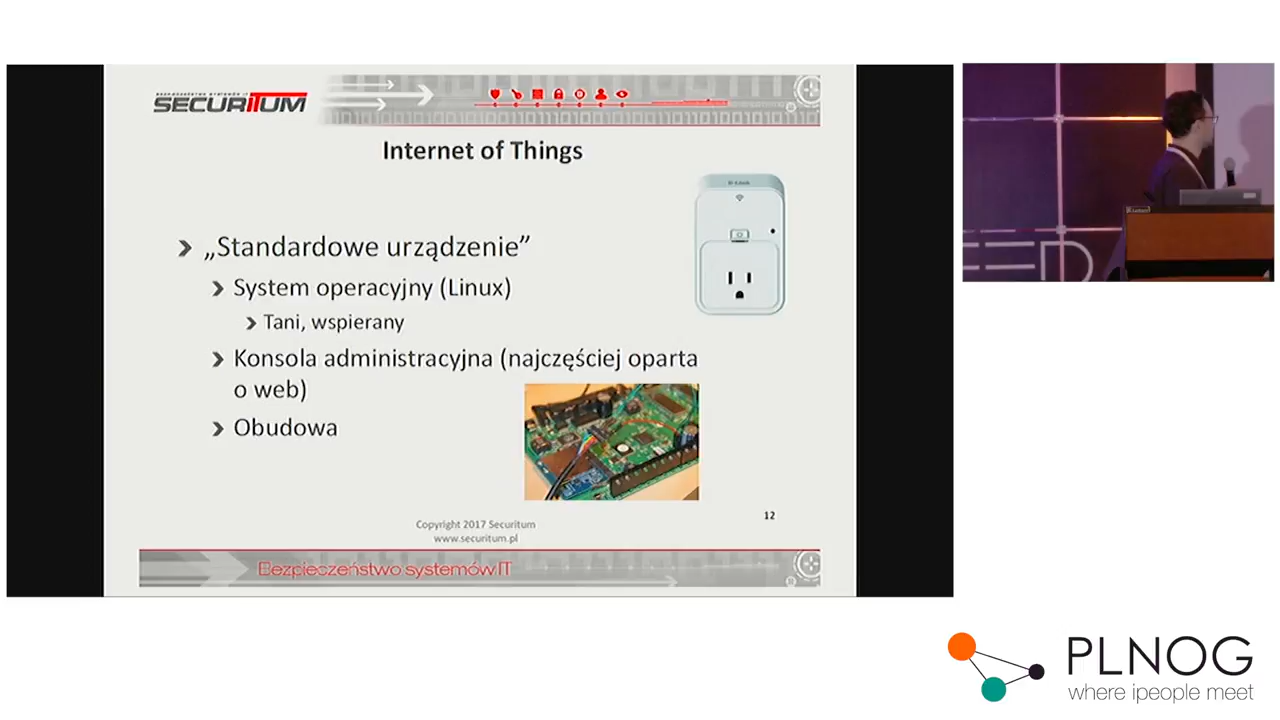 SECURITUM
Internet of Things
D-Link
„Standardowe urządzenie”
System operacyjny (Linux)
Tani, wspierany
Konsola administracyjna (najczęściej oparta
o web)
Obudowa
12
Copyright 2017 Securitum
www.securitum.pl
Bezpieczeństwo systemów IT
PLNOG
where ipeople meet